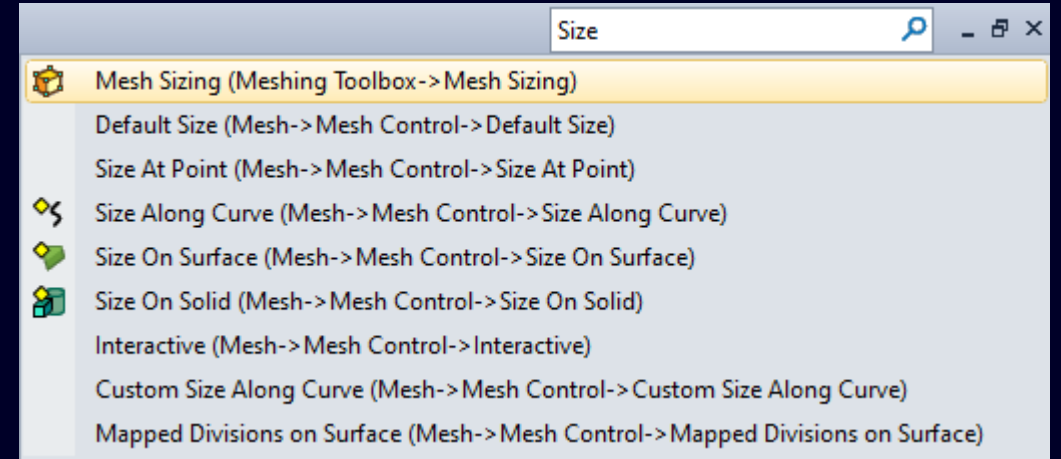 Size
Mesh Sizing (Meshing Toolbox->Mesh Sizing)
Default Size (Mesh->Mesh Control->Default Size)
Size At Point (Mesh->Mesh Control->Size At Point)
Size Along Curve (Mesh->Mesh Control->Size Along Curve)
Size On Surface (Mesh->Mesh Control->Size On Surface)
Size On Solid (Mesh->Mesh Control->Size On Solid)
Interactive (Mesh->Mesh Control->Interactive)
Custom Size Along Curve (Mesh->Mesh Control->Custom Size Along Curve)
Mapped Divisions on Surface (Mesh->Mesh Control->Mapped Divisions on Surface)